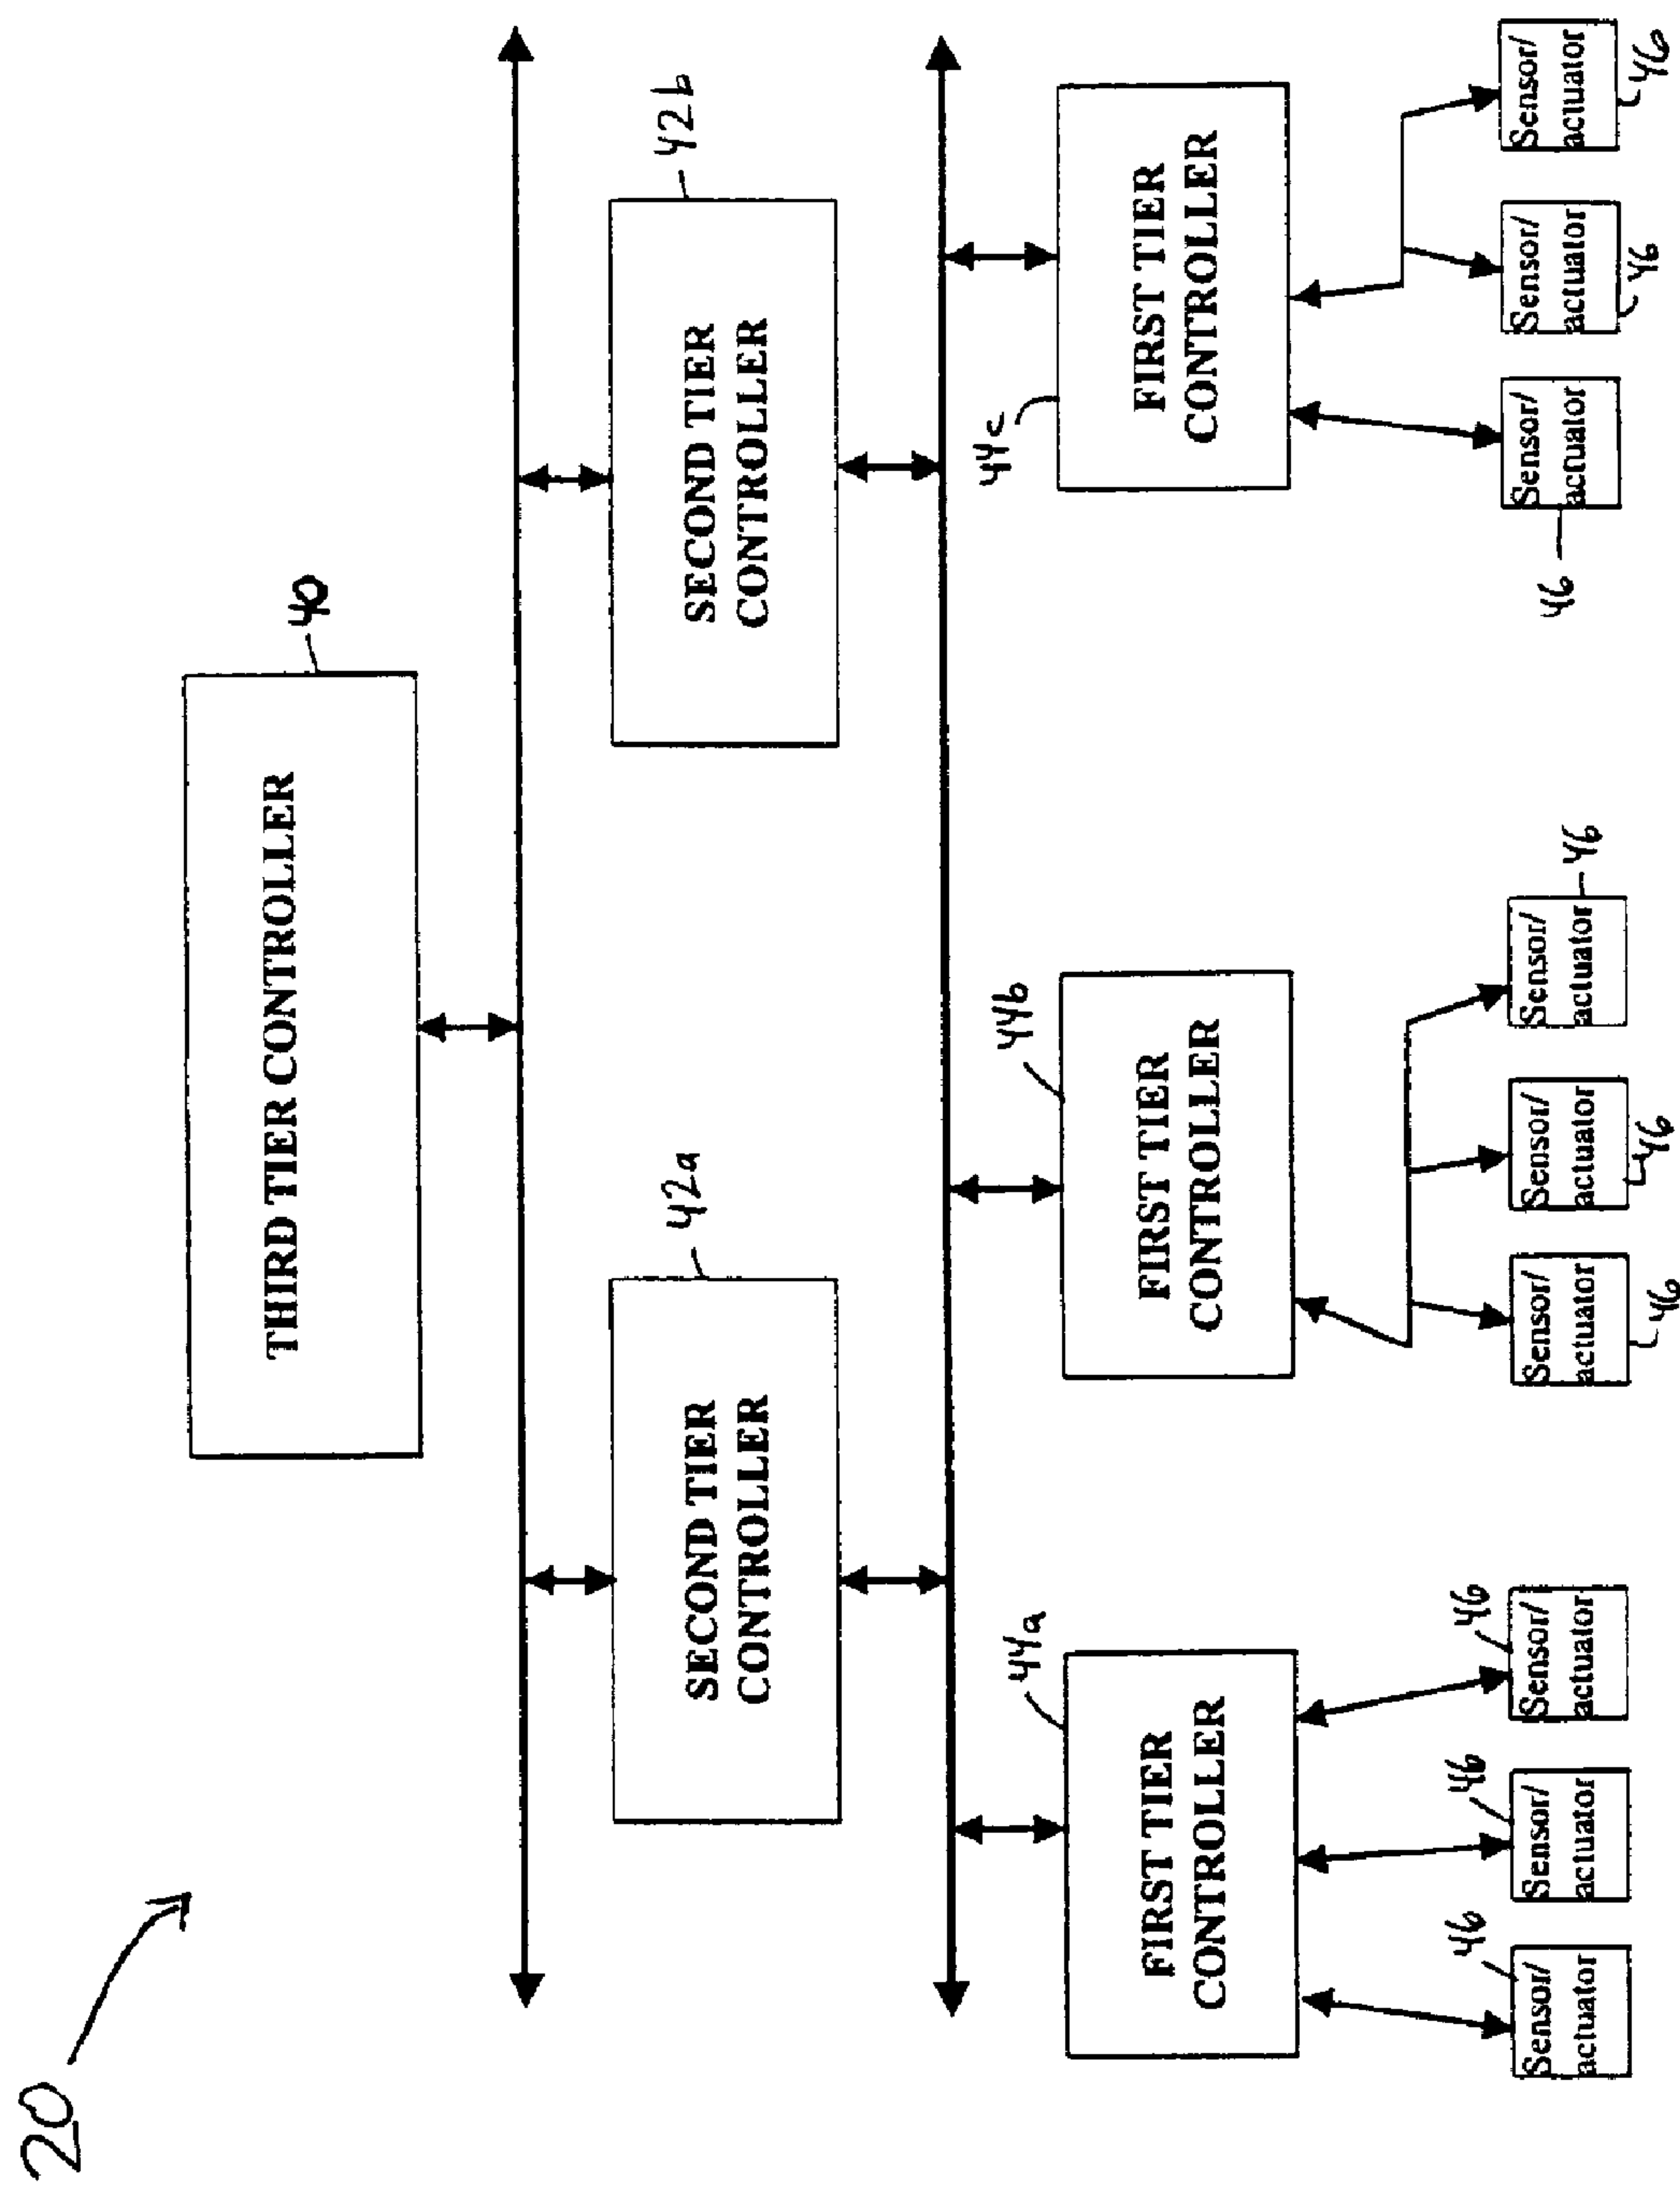 20
40
THIRD TIER CONTROLLER
42a
SECOND TIER
CONTROLLER
42b
SECOND TIER
CONTROLLER
44a
FIRST TIER
CONTROLLER
44b
FIRST TIER
CONTROLLER
44c
FIRST TIER
CONTROLLER
46
Sensor/
actuator
46
Sensor/
actuator
46
Sensor/
actuator
Sensor/
actuator
46
Sensor/
actuator
46
Sensor/
actuator
46
46
Sensor/
actuator
Sensor/
actuator
46
Sensor/
actuator
46